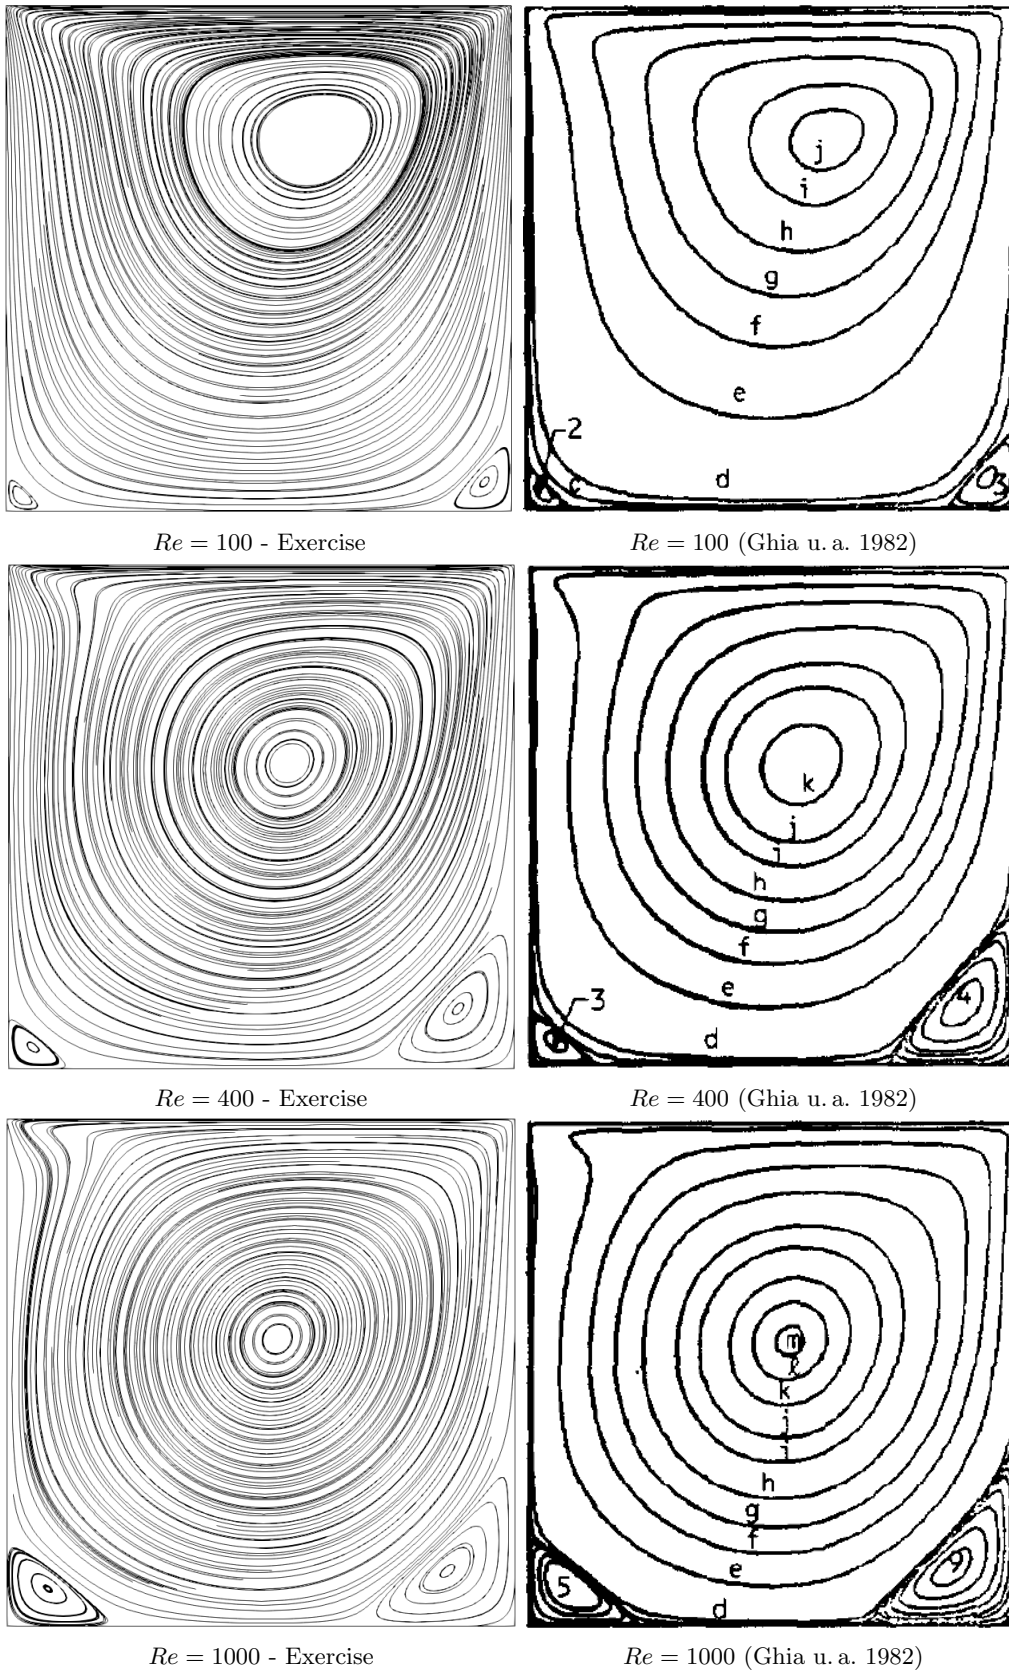 j
i
h
g
f
e
2
d
c
3
Re = 100 - Exercise
Re = 100 (Ghia u. a. 1982)
k
j
i
h
g
f
e
4
3
d
Re = 400 - Exercise
Re = 400 (Ghia u. a. 1982)
m
ℓ
k
j
i
h
g
f
e
9
5
d
Re = 1000 - Exercise
Re = 1000 (Ghia u. a. 1982)